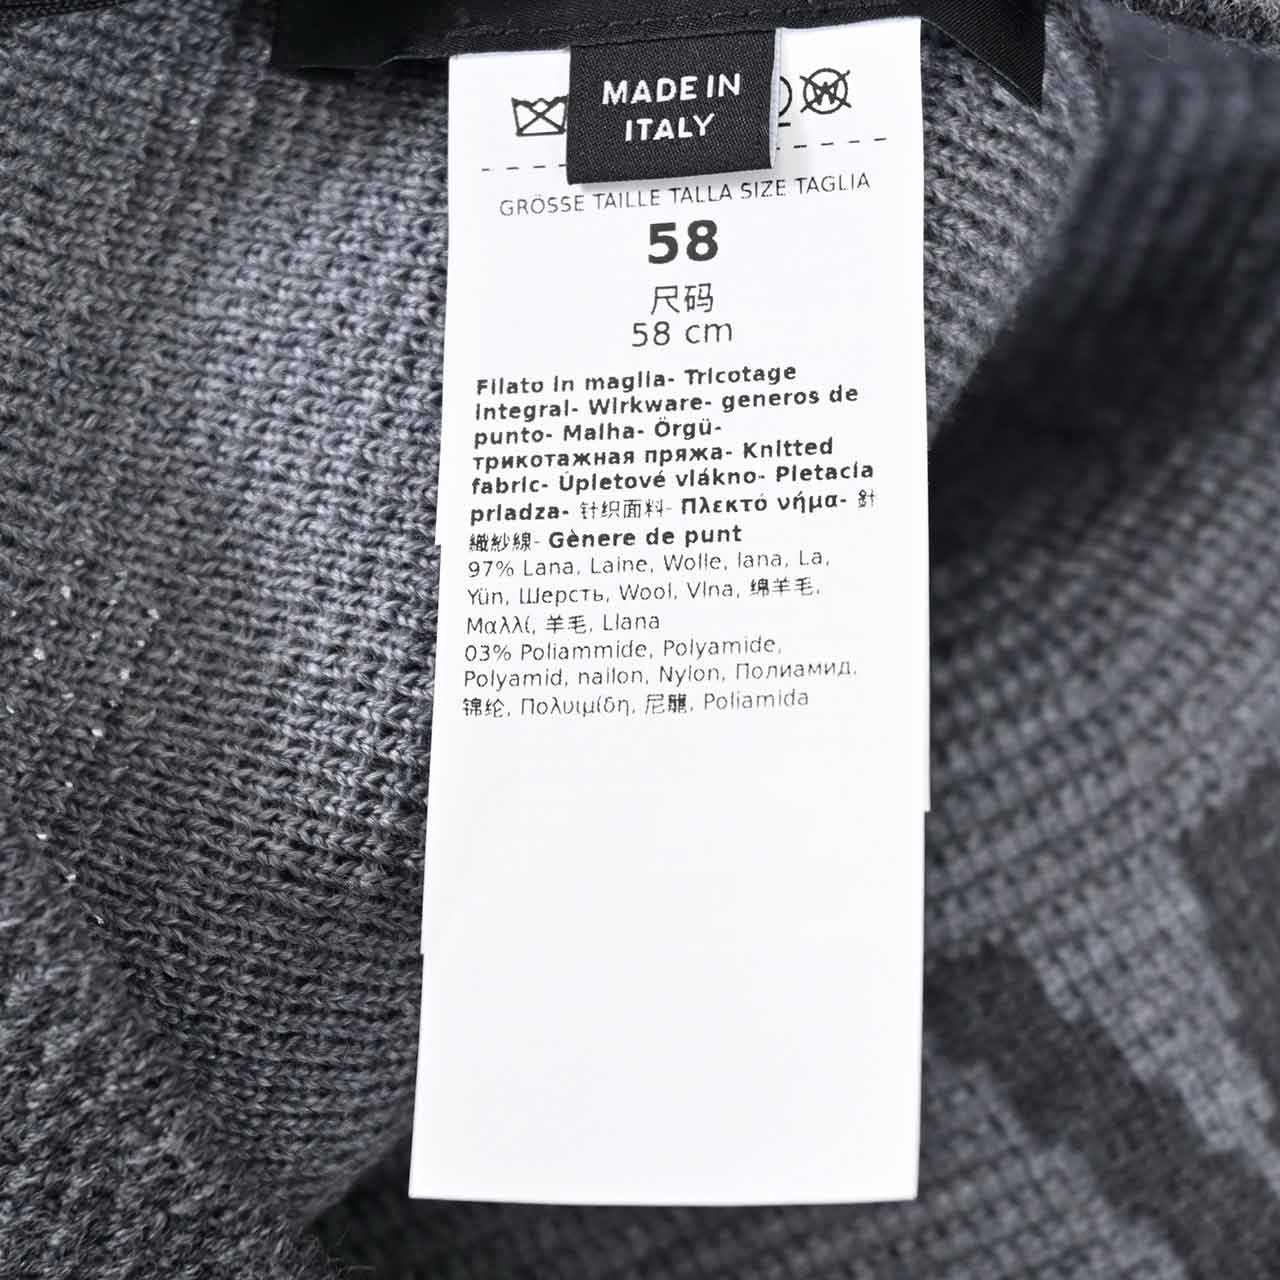 MADE IN
ITALY
GRÖSSE TAILLE TALLA SIZE TAGLIA
58
尺码
58 cm
Filato in maglia- Tricotage
integral- Wirkware- generos de
punto- Malha- Örgü-
трикотажная пряжа- Knitted
fabric- Úpletové vlákno- Pletacia
priadza- 针织面料- Πλεκτό νήμα- 針
織紗線- Gènere de punt
97% Lana, Laine, Wolle, lana, La,
Yün, Шерсть, Wool, Vlna, 绵羊毛,
Μαλλί, 羊毛, Llana
03% Poliammide, Polyamide,
Polyamid, nailon, Nylon, Полиамид,
锦纶, Πολυιμίδη, 尼龍, Poliamida